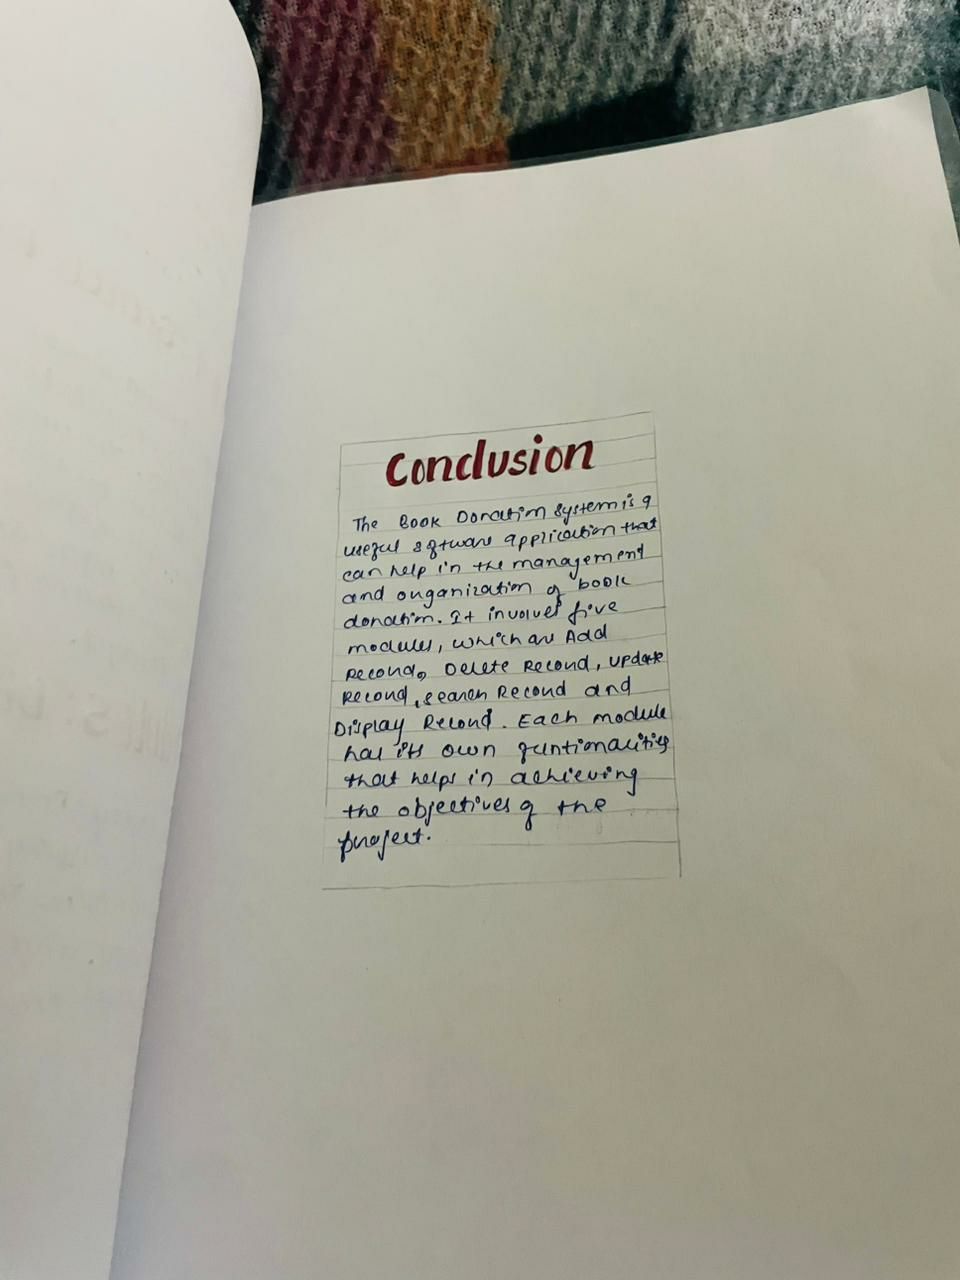 Conclusion
The Book Donation System is a
useful software application that
can help in the management
and organization of book
donation. It involves five
modules, which are Add
Record, Delete Record, Update
Record, Search Record and
Display Record. Each module
has its own funtionalities
that helps in achieving
the objectives of the
project.